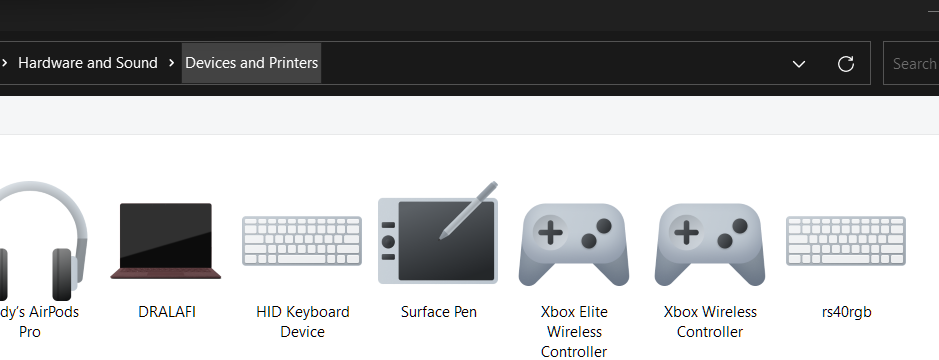 Hardware and Sound
Devices and Printers
Search
dy's AirPods
Pro
DRALAFI
HID Keyboard
Device
Surface Pen
Xbox Elite
Wireless
Controller
Xbox Wireless
Controller
rs40rgb